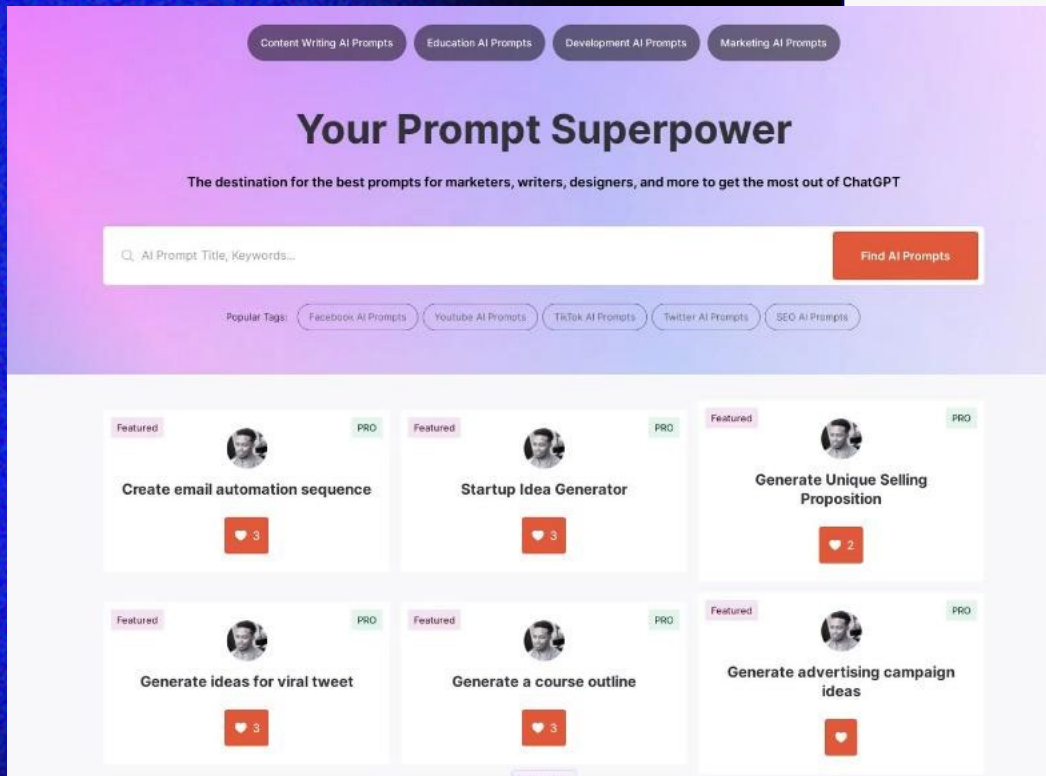 Content Writing AI Prompts
Education AI Prompts
Development AI Prompts
Marketing AI Prompts
Your Prompt Superpower
The destination for the best prompts for marketers, writers, designers, and more to get the most out of ChatGPT
AI Prompt Title, Keywords...
Find AI Prompts
Popular Tags:
Facebook AI Prompts
Youtube AI Prompts
TikTok AI Prompts
Twitter AI Prompts
SEO AI Prompts
Featured
PRO
Create email automation sequence
3
Featured
PRO
Startup Idea Generator
3
Featured
PRO
Generate Unique Selling
Proposition
2
Featured
PRO
Generate ideas for viral tweet
3
Featured
PRO
Generate a course outline
3
Featured
PRO
Generate advertising campaign
ideas